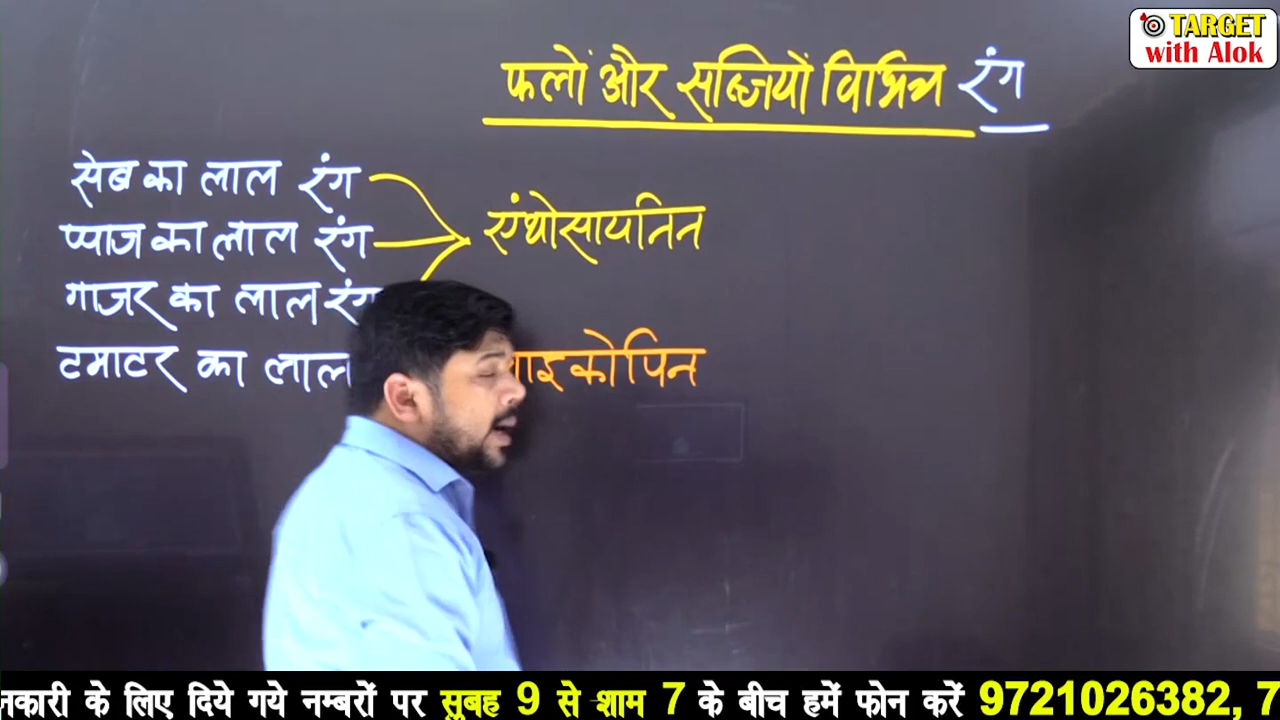 TARGET
with Alok
फलों और सब्जियों विभिन्न रंग
सेब का लाल रंग
प्याज का लाल रंग
एंथोसायनिन
गाजर का लाल रंग
टमाटर का लाल
के लिए दिये गये नम्बरों पर सुबह 9 से शाम 7 के बीच हमें फोन करें 9721026382, 7